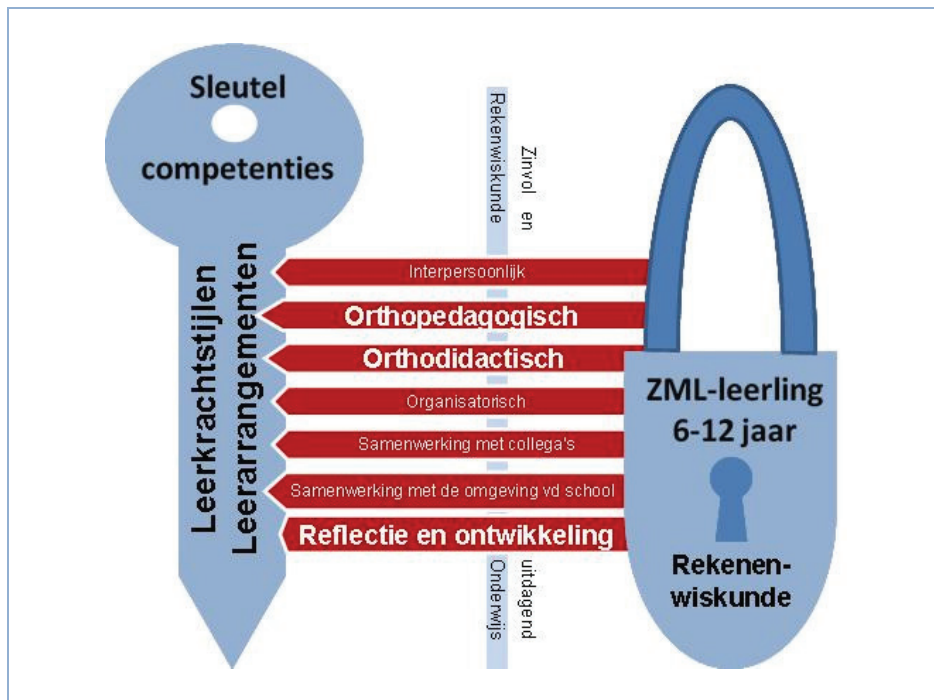 Sleutel
competenties
Leerkrachtstijlen
Leerarrangementen
Rekenwiskunde
Zinvol en
Interpersoonlijk
Orthopedagogisch
Orthodidactisch
Organisatorisch
Samenwerking met collega's
Samenwerking met de omgeving vd school
Reflectie en ontwikkeling
Onderwijs
uitdagend
ZML-leerling
6-12 jaar
Rekenen-
wiskunde